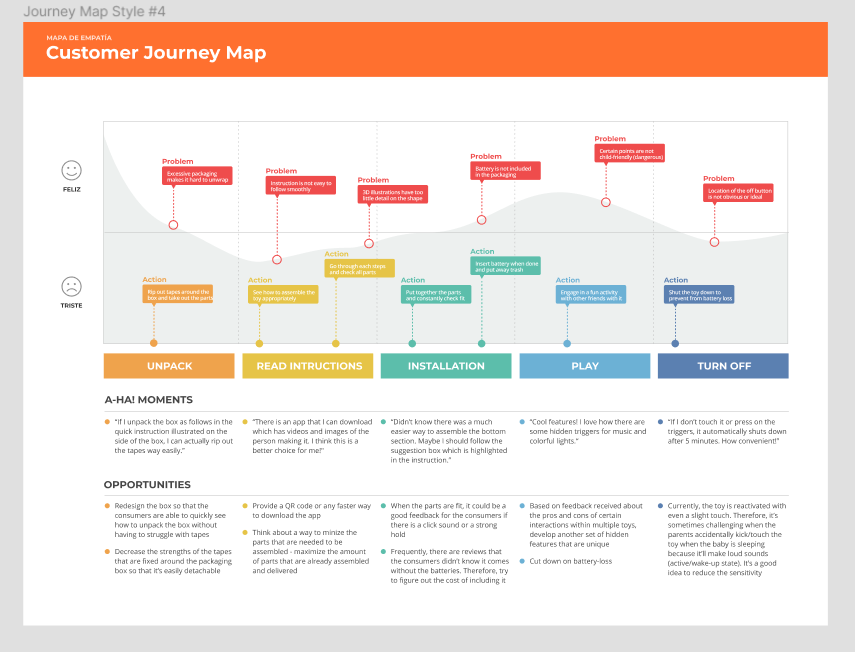 Journey Map Style #4
MAPA DE EMPATÍA
Customer Journey Map
FELIZ
TRISTE
Problem
Excessive packaging
makes it hard to unwrap
Problem
Instruction is not easy to
follow smoothly
Problem
3D illustrations have too
little detail on the shape
Problem
Battery is not included
in the packaging
Problem
Certain points are not
child-friendly (dangerous)
Problem
Location of the off button
is not obvious or ideal
Action
Rip out tapes around the
box and take out the parts
Action
See how to assemble the
toy appropriately
Action
Go through each steps
and check all parts
Action
Put together the parts
and constantly check fit
Action
Insert battery when done
and put away trash
Action
Engage in a fun activity
with other friends with it
Action
Shut the toy down to
prevent from battery loss
UNPACK
READ INTRUCTIONS
INSTALLATION
PLAY
TURN OFF
A-HA! MOMENTS
“If I unpack the box as follows in the
quick instruction illustrated on the
side of the box, I can actually rip out
the tapes way easily.”
“There is an app that I can download
which has videos and images of the
person making it. I think this is a
better choice for me!”
“Didn’t know there was a much
easier way to assemble the bottom
section. Maybe I should follow the
suggestion box which is highlighted
in the instruction.”
“Cool features! I love how there are
some hidden triggers for music and
colorful lights.”
“If I don’t touch it or press on the
triggers, it automatically shuts down
after 5 minutes. How convenient!”
OPPORTUNITIES
Redesign the box so that the
consumers are able to quickly see
how to unpack the box without
having to struggle with tapes
Decrease the strengths of the tapes
that are fixed around the packaging
box so that it’s easily detachable
Provide a QR code or any faster way
to download the app
Think about a way to minize the
parts that are needed to be
assembled - maximize the amount
of parts that are already assembled
and delivered
When the parts are fit, it could be a
good feedback for the consumers if
there is a click sound or a strong
hold
Frequently, there are reviews that
the consumers didn’t know it comes
without the batteries. Therefore, try
to figure out the cost of including it
Based on feedback received about
the pros and cons of certain
interactions within multiple toys,
develop another set of hidden
features that are unique
Cut down on battery-loss
Currently, the toy is reactivated with
even a slight touch. Therefore, it’s
sometimes challenging when the
parents accidentally kick/touch the
toy when the baby is sleeping
because it’ll make loud sounds
(active/wake-up state). It’s a good
idea to reduce the sensitivity